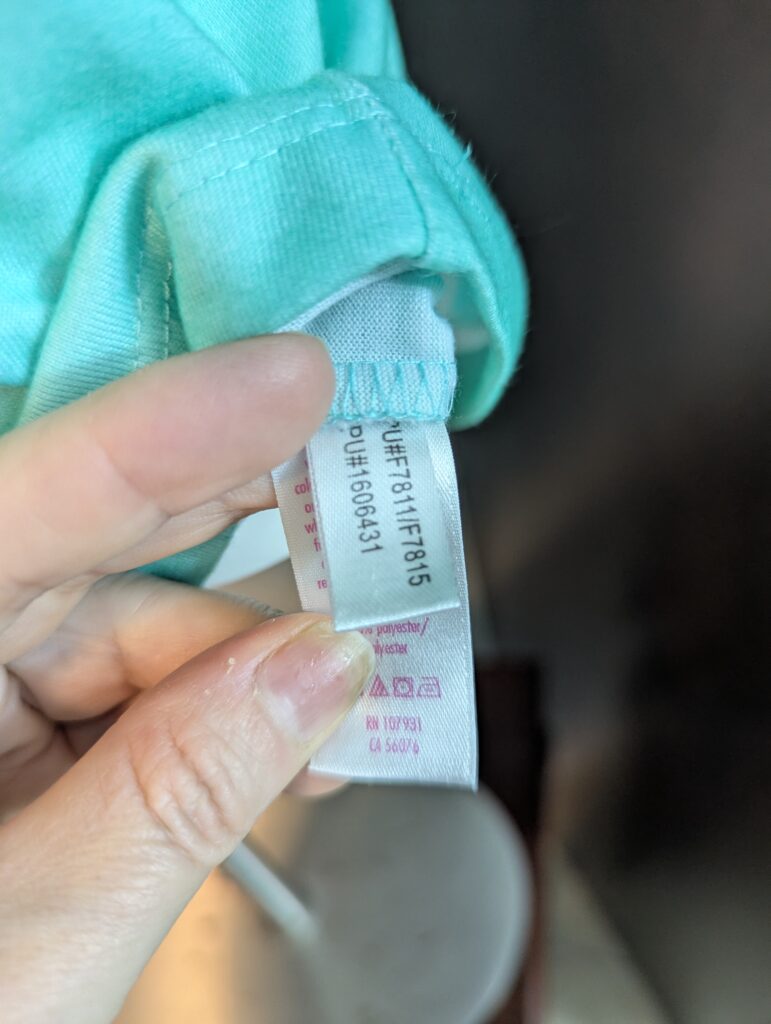 PU#F7811/F7815
PU#1606431
% polyester/
lyester
RN 107931
CA 56076